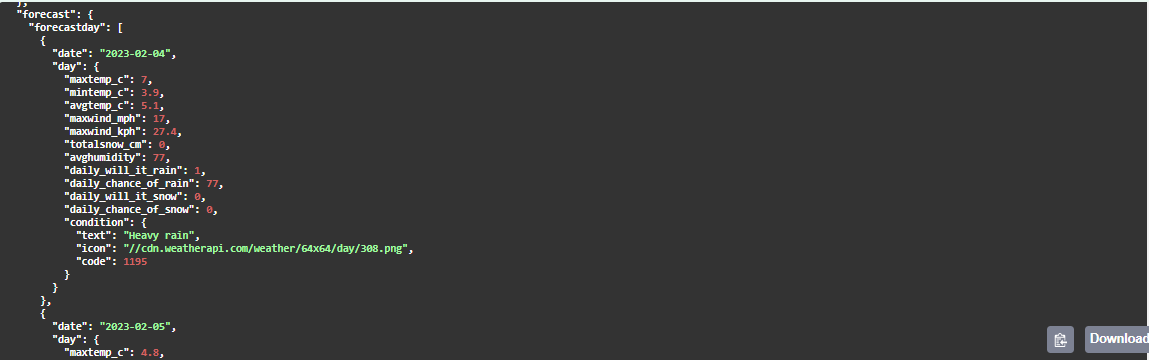 },
"forecast": {
"forecastday": [
{
"date": "2023-02-04",
"day": {
"maxtemp_c": 7,
"mintemp_c": 3.9,
"avgtemp_c": 5.1,
"maxwind_mph": 17,
"maxwind_kph": 27.4,
"totalsnow_cm": 0,
"avghumidity": 77,
"daily_will_it_rain": 1,
"daily_chance_of_rain": 77,
"daily_will_it_snow": 0,
"daily_chance_of_snow": 0,
"condition": {
"text": "Heavy rain",
"icon": "//cdn.weatherapi.com/weather/64x64/day/308.png",
"code": 1195
}
}
},
{
"date": "2023-02-05",
"day": {
"maxtemp_c": 4.8,
Download